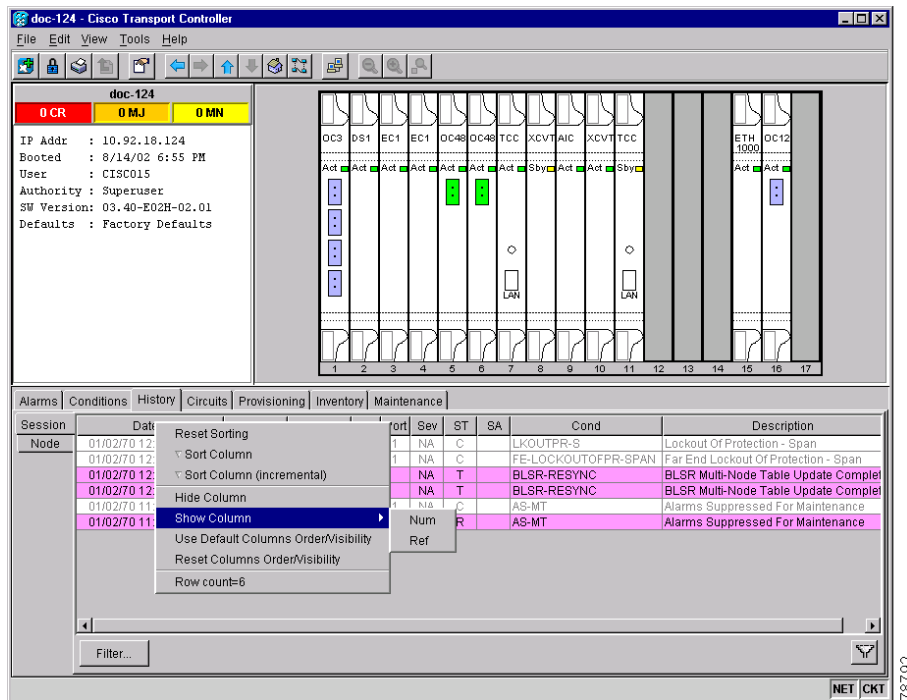 doc-124 - Cisco Transport Controller
File Edit View Tools Help
doc-124
0 CR 0 MJ 0 MN
IP Addr : 10.92.18.124
Booted : 8/14/02 6:55 PM
User : CISCO15
Authority : Superuser
SW Version: 03.40-E02H-02.01
Defaults : Factory Defaults
OC3 DS1 EC1 EC1 OC48 OC48 TCC XCVT AIC XCVT TCC ETH 1000 OC12
Act Act Act Act Act Act Act Sby Act Act Sby Act Act
LAN LAN
1 2 3 4 5 6 7 8 9 10 11 12 13 14 15 16 17
Alarms Conditions History Circuits Provisioning Inventory Maintenance
Session
Node
Date Sev ST SA Cond Description
01/02/70 12: 1 NA C LKOUTPR-S Lockout Of Protection - Span
01/02/70 12: 1 NA C FE-LOCKOUTOFPR-SPAN Far End Lockout Of Protection - Span
01/02/70 12: NA T BLSR-RESYNC BLSR Multi-Node Table Update Complet
01/02/70 12: NA T BLSR-RESYNC BLSR Multi-Node Table Update Complet
01/02/70 11: NA C AS-MT Alarms Suppressed For Maintenance
01/02/70 11: R AS-MT Alarms Suppressed For Maintenance
Reset Sorting
Sort Column
Sort Column (incremental)
Hide Column
Show Column
Use Default Columns Order/Visibility
Reset Columns Order/Visibility
Row count=6
Num
Ref
Filter...
NET CKT
78792